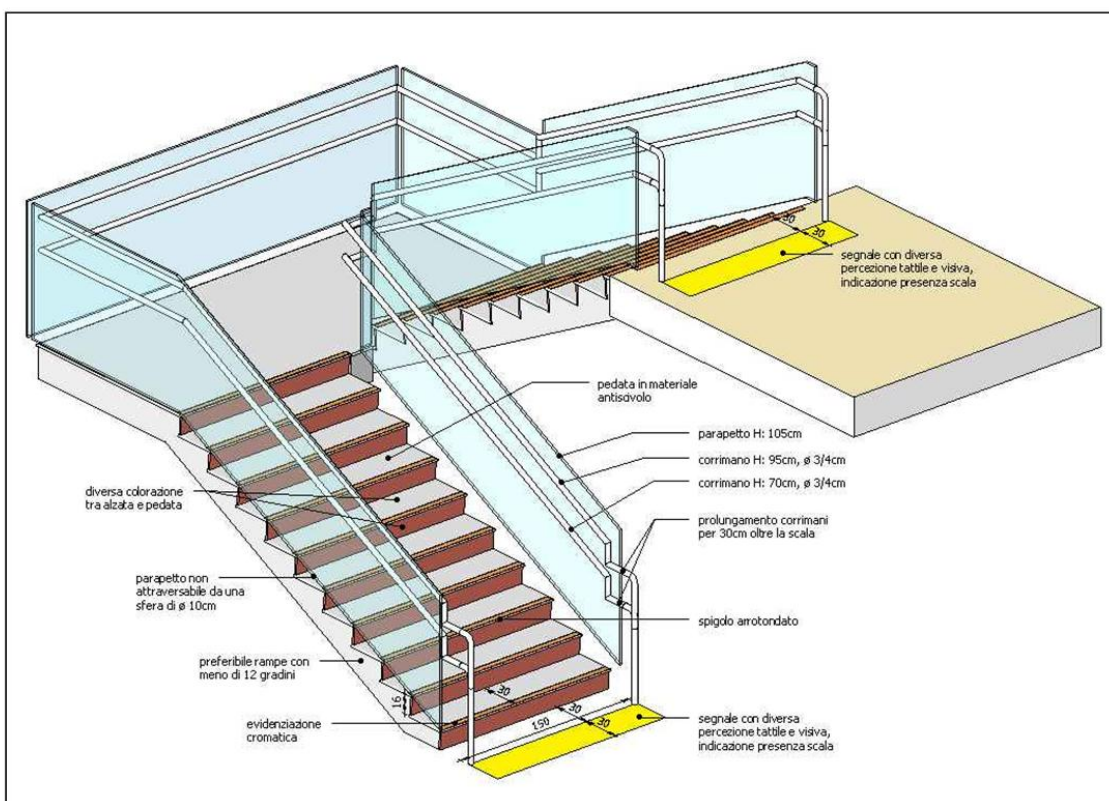 80
30
segnale con diversa
percezione tattile e visiva,
indicazione presenza scala
pedata in materiale
antiscivolo
parapetto H: 105cm
corrimano H: 95cm, ø 3/4cm
corrimano H: 70cm, ø 3/4cm
diversa colorazione
tra alzata e pedata
prolungamento corrimani
per 30cm oltre la scala
parapetto non
attraversabile da una
sfera di ø 10cm
spigolo arrotondato
preferibile rampe con
meno di 12 gradini
16
30
150
30
30
evidenziazione
cromatica
segnale con diversa
percezione tattile e visiva,
indicazione presenza scala